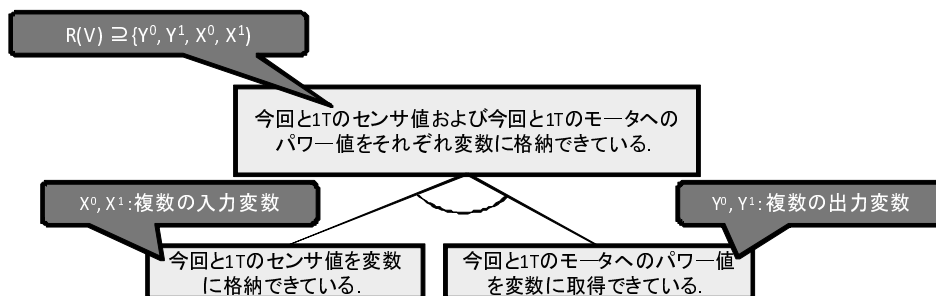 R(V) ⊇{Y⁰, Y¹, X⁰, X¹)
今回と1Tのセンサ値および今回と1Tのモータへの
パワー値をそれぞれ変数に格納できている.
X⁰, X¹:複数の入力変数
Y⁰, Y¹:複数の出力変数
今回と1Tのセンサ値を変数
に格納できている.
今回と1Tのモータへのパワー値
を変数に取得できている.